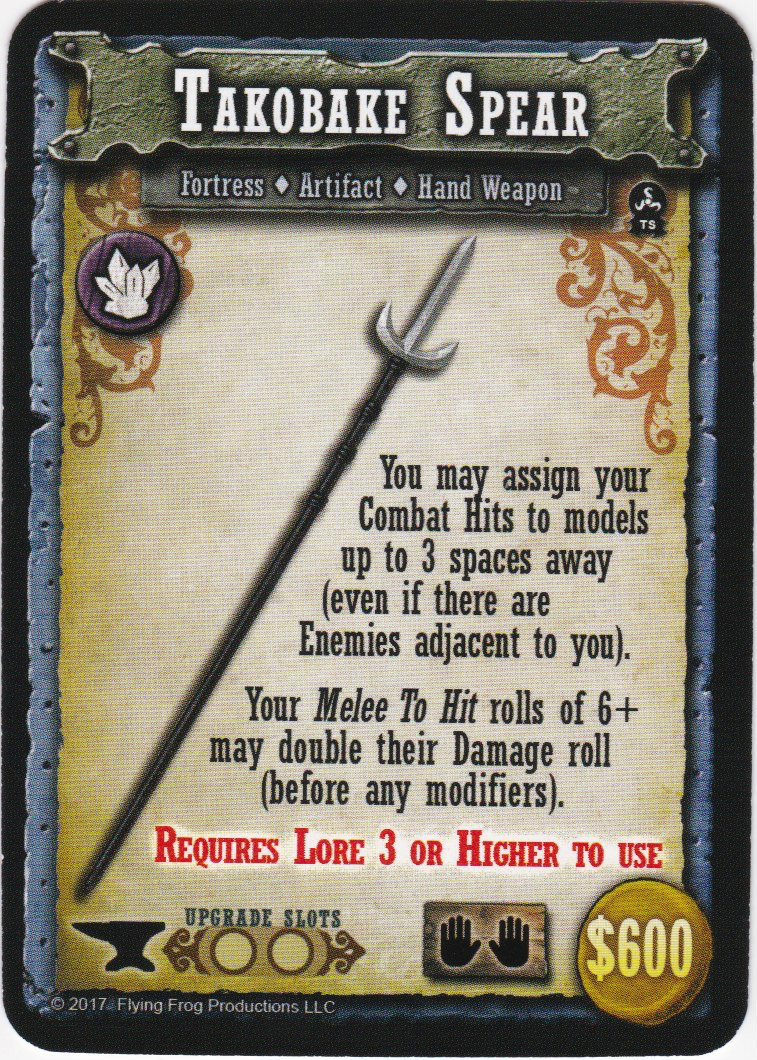 Takobake Spear
Fortress ♦ Artifact ♦ Hand Weapon
TS
You may assign your
Combat Hits to models
up to 3 spaces away
(even if there are
Enemies adjacent to you).
Your Melee To Hit rolls of 6+
may double their Damage roll
(before any modifiers).
Requires Lore 3 or Higher to use
UPGRADE SLOTS
$600
© 2017 Flying Frog Productions LLC